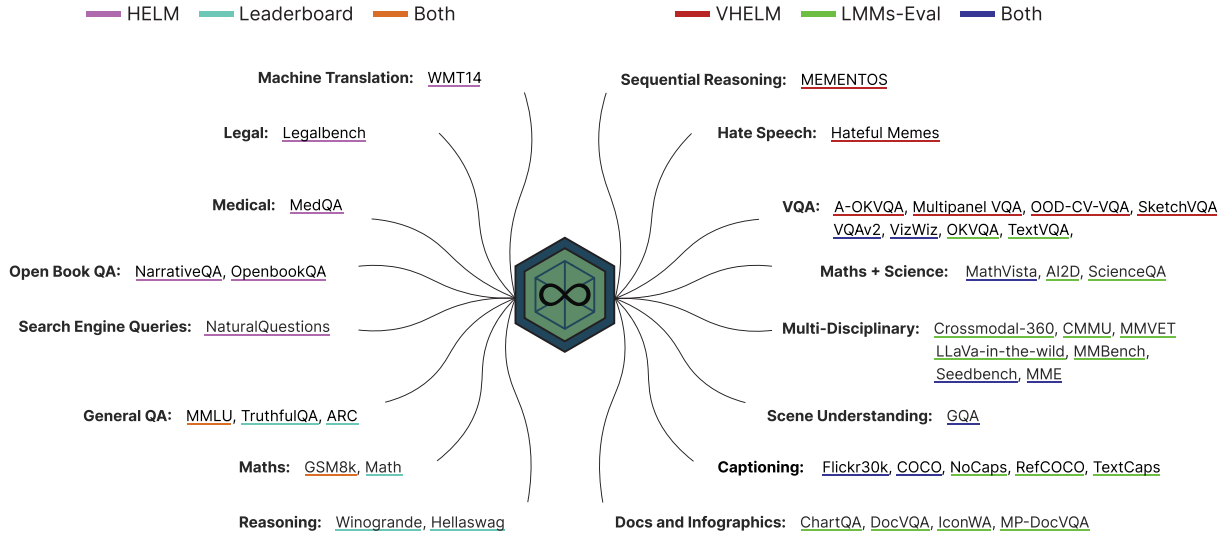 HELM Leaderboard Both
VHELM LMMs-Eval Both
Machine Translation: WMT14
Legal: Legalbench
Medical: MedQA
Open Book QA: NarrativeQA, OpenbookQA
Search Engine Queries: NaturalQuestions
General QA: MMLU, TruthfulQA, ARC
Maths: GSM8k, Math
Reasoning: Winogrande, Hellaswag
Sequential Reasoning: MEMENTOS
Hate Speech: Hateful Memes
VQA: A-OKVQA, Multipanel VQA, OOD-CV-VQA, SketchVQA
VQAv2, VizWiz, OKVQA, TextVQA,
Maths + Science: MathVista, AI2D, ScienceQA
Multi-Disciplinary: Crossmodal-360, CMMU, MMVET
LLaVa-in-the-wild, MMBench,
Seedbench, MME
Scene Understanding: GQA
Captioning: Flickr30k, COCO, NoCaps, RefCOCO, TextCaps
Docs and Infographics: ChartQA, DocVQA, IconWA, MP-DocVQA